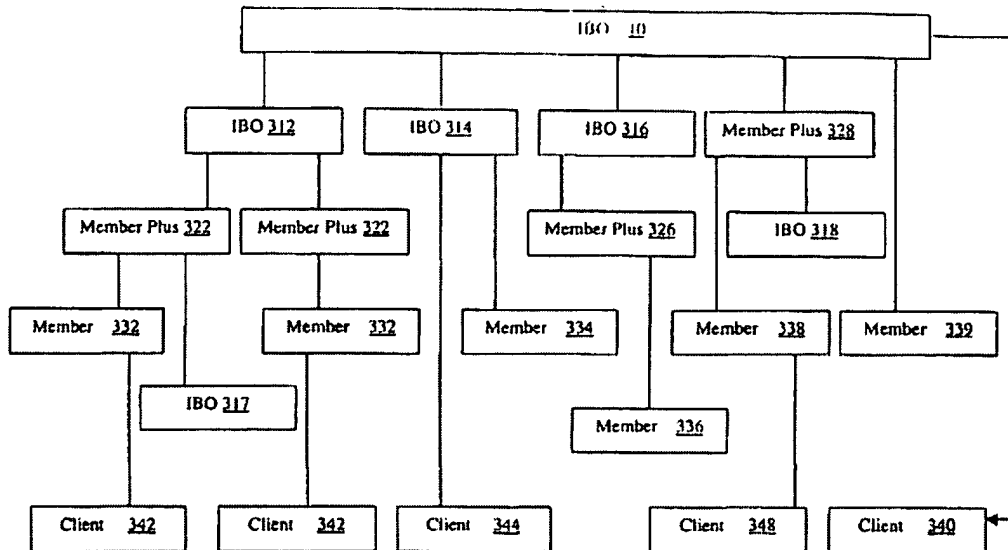 IBO 10
IBO 312
IBO 314
IBO 316
Member Plus 328
Member Plus 322
Member Plus 322
Member Plus 326
IBO 318
Member 332
Member 332
Member 334
Member 338
Member 339
IBO 317
Member 336
Client 342
Client 342
Client 344
Client 348
Client 340